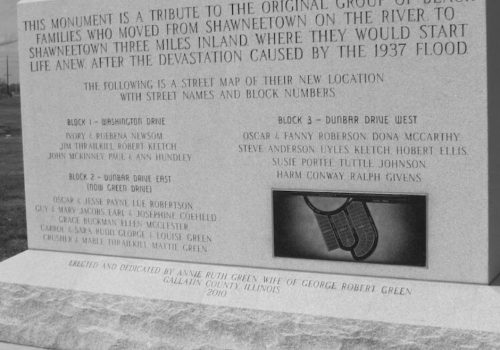 THIS MONUMENT IS A TRIBUTE TO THE ORIGINAL GROUP OF BLACK
FAMILIES WHO MOVED FROM SHAWNEETOWN ON THE RIVER, TO
SHAWNEETOWN THREE MILES INLAND, WHERE THEY WOULD START
LIFE ANEW, AFTER THE DEVASTATION CAUSED BY THE 1937 FLOOD.
THE FOLLOWING IS A STREET MAP OF THEIR NEW LOCATION
WITH STREET NAMES AND BLOCK NUMBERS
BLOCK 1 - WASHINGTON DRIVE
IVORY & RUEBENA NEWSOM
JIM THRAILKILL, ROBERT KEETCH
JOHN MCKINNEY, PAUL & ANN HUNDLEY
BLOCK 2 - DUNBAR DRIVE EAST
(NOW GREEN DRIVE)
OSCAR & JESSE PAYNE, LUE ROBERTSON
GUY & MARY JACOBS, EARL & JOSEPHINE COFIELD
GRACE BUCKMAN, ELLEN MCGLESTER
CARROL & SARA RUDD, GEORGE & LOUISE GREEN
CRUSHER & MABLE THRAILKILL, MATTIE GREEN
BLOCK 3 - DUNBAR DRIVE WEST
OSCAR & FANNY ROBERSON, DONA MCCARTHY
STEVE ANDERSON, LYLES, KEETCH, HOBERT ELLIS
SUSIE PORTEE, TUTTLE, JOHNSON
HARM CONWAY, RALPH GIVENS
ERECTED AND DEDICATED BY ANNIE RUTH GREEN, WIFE OF GEORGE ROBERT GREEN
GALLATIN COUNTY, ILLINOIS
2010